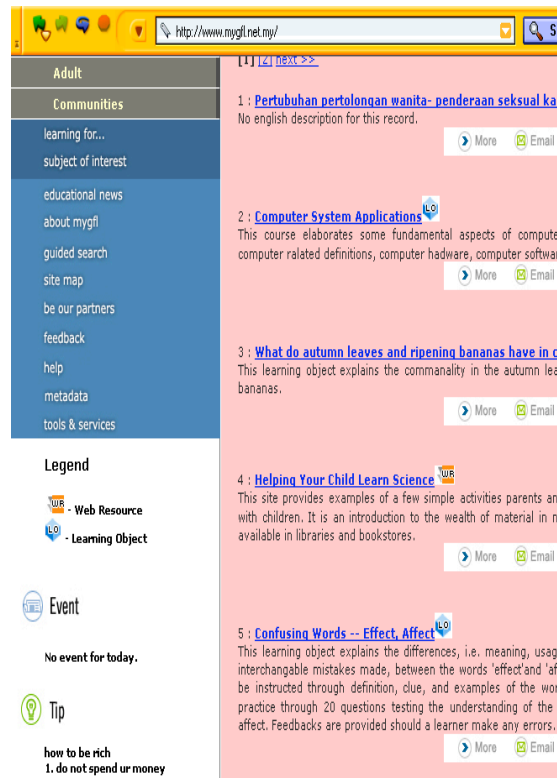 http://www.mygfl.net.my/
Adult
Communities
learning for...
subject of interest
educational news
about mygfl
guided search
site map
be our partners
feedback
help
metadata
tools & services
Legend
WR - Web Resource
LO - Learning Object
Event
No event for today.
Tip
how to be rich
1. do not spend ur money
[1] [2] next >>
1 : Pertubuhan pertolongan wanita- penderaan seksual ka
No english description for this record.
More Email
2 : Computer System Applications LO
This course elaborates some fundamental aspects of compute
computer ralated definitions, computer hadware, computer softwar
More Email
3 : What do autumn leaves and ripening bananas have in c
This learning object explains the commanality in the autumn lea
bananas.
More Email
4 : Helping Your Child Learn Science WR
This site provides examples of a few simple activities parents an
with children. It is an introduction to the wealth of material in
available in libraries and bookstores.
More Email
5 : Confusing Words -- Effect, Affect LO
This learning object explains the differences, i.e. meaning, usag
interchangable mistakes made, between the words 'effect'and 'af
be instructed through definition, clue, and examples of the wor
practice through 20 questions testing the understanding of the
affect. Feedbacks are provided should a learner make any errors.
More Email